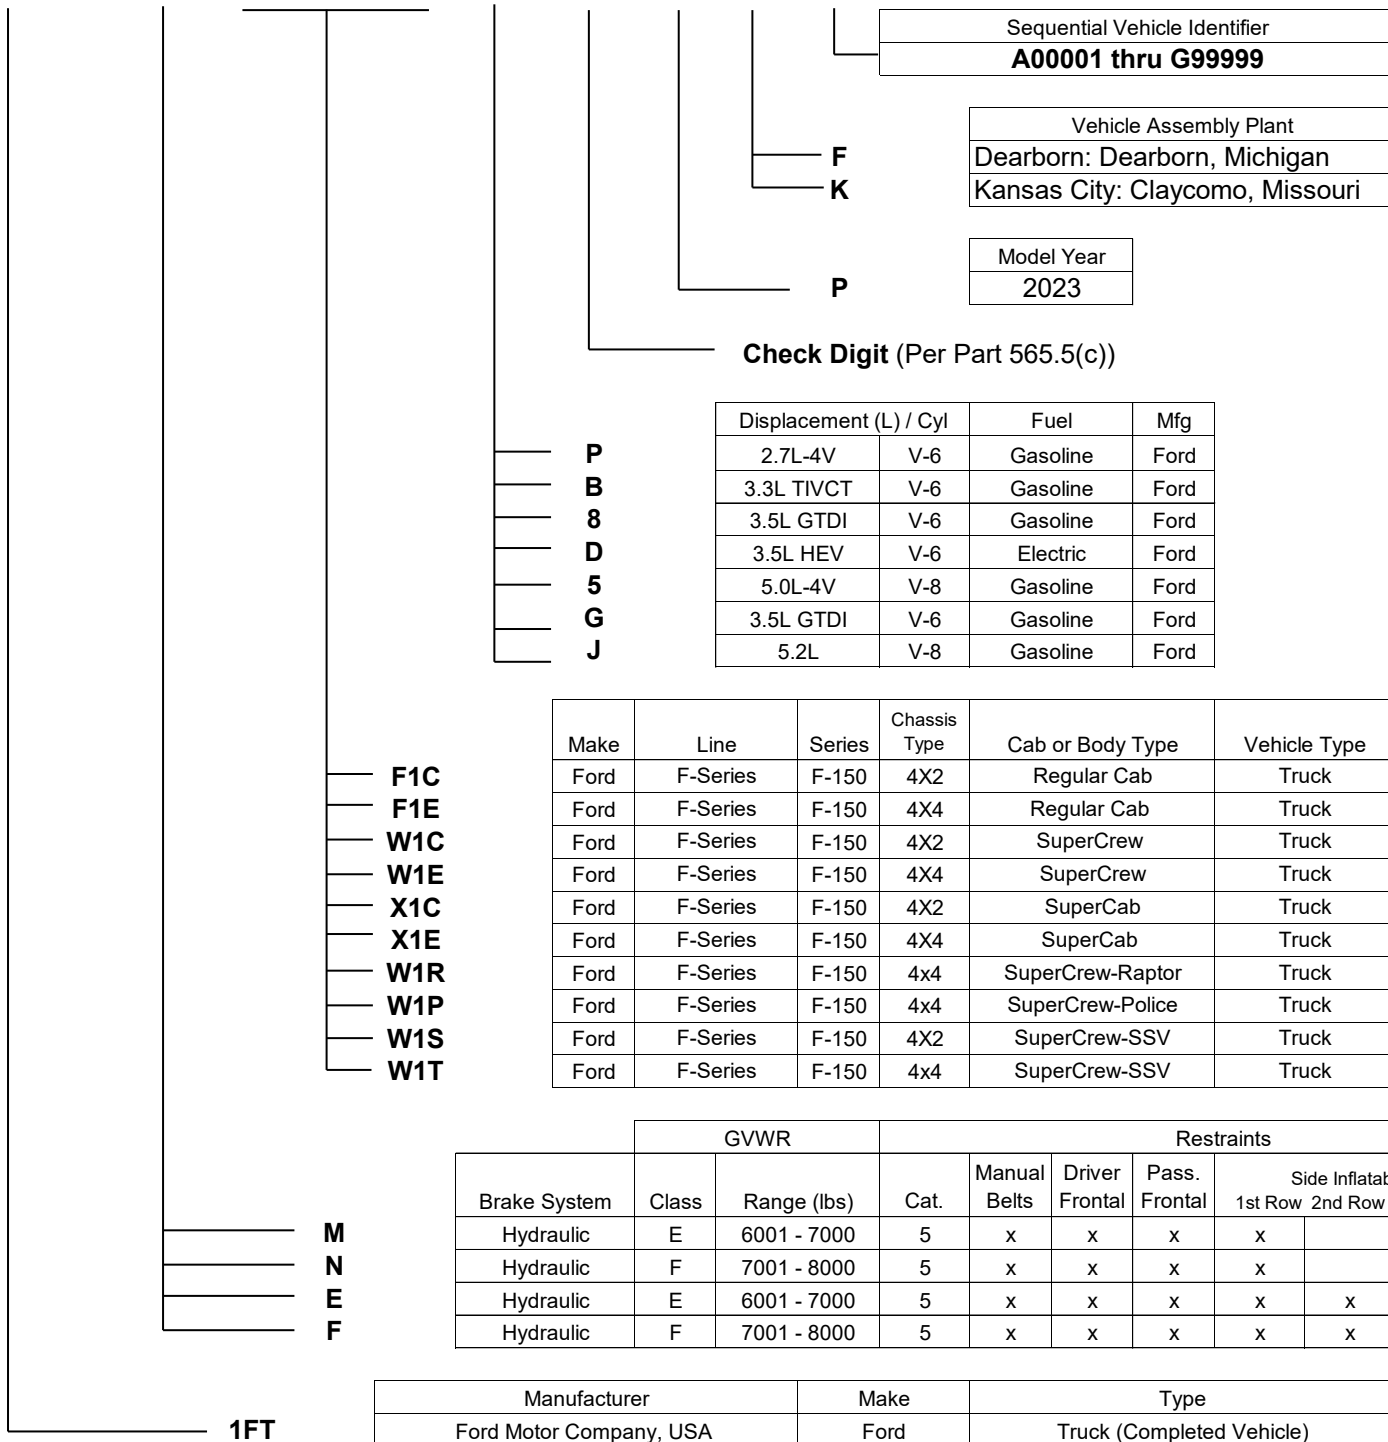 Sequential Vehicle Identifier
A00001 thru G99999
Vehicle Assembly Plant
F Dearborn: Dearborn, Michigan
K Kansas City: Claycomo, Missouri
Model Year
P 2023
Check Digit (Per Part 565.5(c))
Displacement (L) / Cyl Fuel Mfg
P 2.7L-4V V-6 Gasoline Ford
B 3.3L TIVCT V-6 Gasoline Ford
8 3.5L GTDI V-6 Gasoline Ford
D 3.5L HEV V-6 Electric Ford
5 5.0L-4V V-8 Gasoline Ford
G 3.5L GTDI V-6 Gasoline Ford
J 5.2L V-8 Gasoline Ford
Make Line Series Chassis Type Cab or Body Type Vehicle Type
F1C Ford F-Series F-150 4X2 Regular Cab Truck
F1E Ford F-Series F-150 4X4 Regular Cab Truck
W1C Ford F-Series F-150 4X2 SuperCrew Truck
W1E Ford F-Series F-150 4X4 SuperCrew Truck
X1C Ford F-Series F-150 4X2 SuperCab Truck
X1E Ford F-Series F-150 4X4 SuperCab Truck
W1R Ford F-Series F-150 4x4 SuperCrew-Raptor Truck
W1P Ford F-Series F-150 4x4 SuperCrew-Police Truck
W1S Ford F-Series F-150 4X2 SuperCrew-SSV Truck
W1T Ford F-Series F-150 4x4 SuperCrew-SSV Truck
GVWR Restraints
Brake System Class Range (lbs) Cat. Manual Belts Driver Frontal Pass. Frontal Side Inflatab
1st Row 2nd Row
M Hydraulic E 6001 - 7000 5 x x x x
N Hydraulic F 7001 - 8000 5 x x x x
E Hydraulic E 6001 - 7000 5 x x x x x
F Hydraulic F 7001 - 8000 5 x x x x x
Manufacturer Make Type
1FT Ford Motor Company, USA Ford Truck (Completed Vehicle)